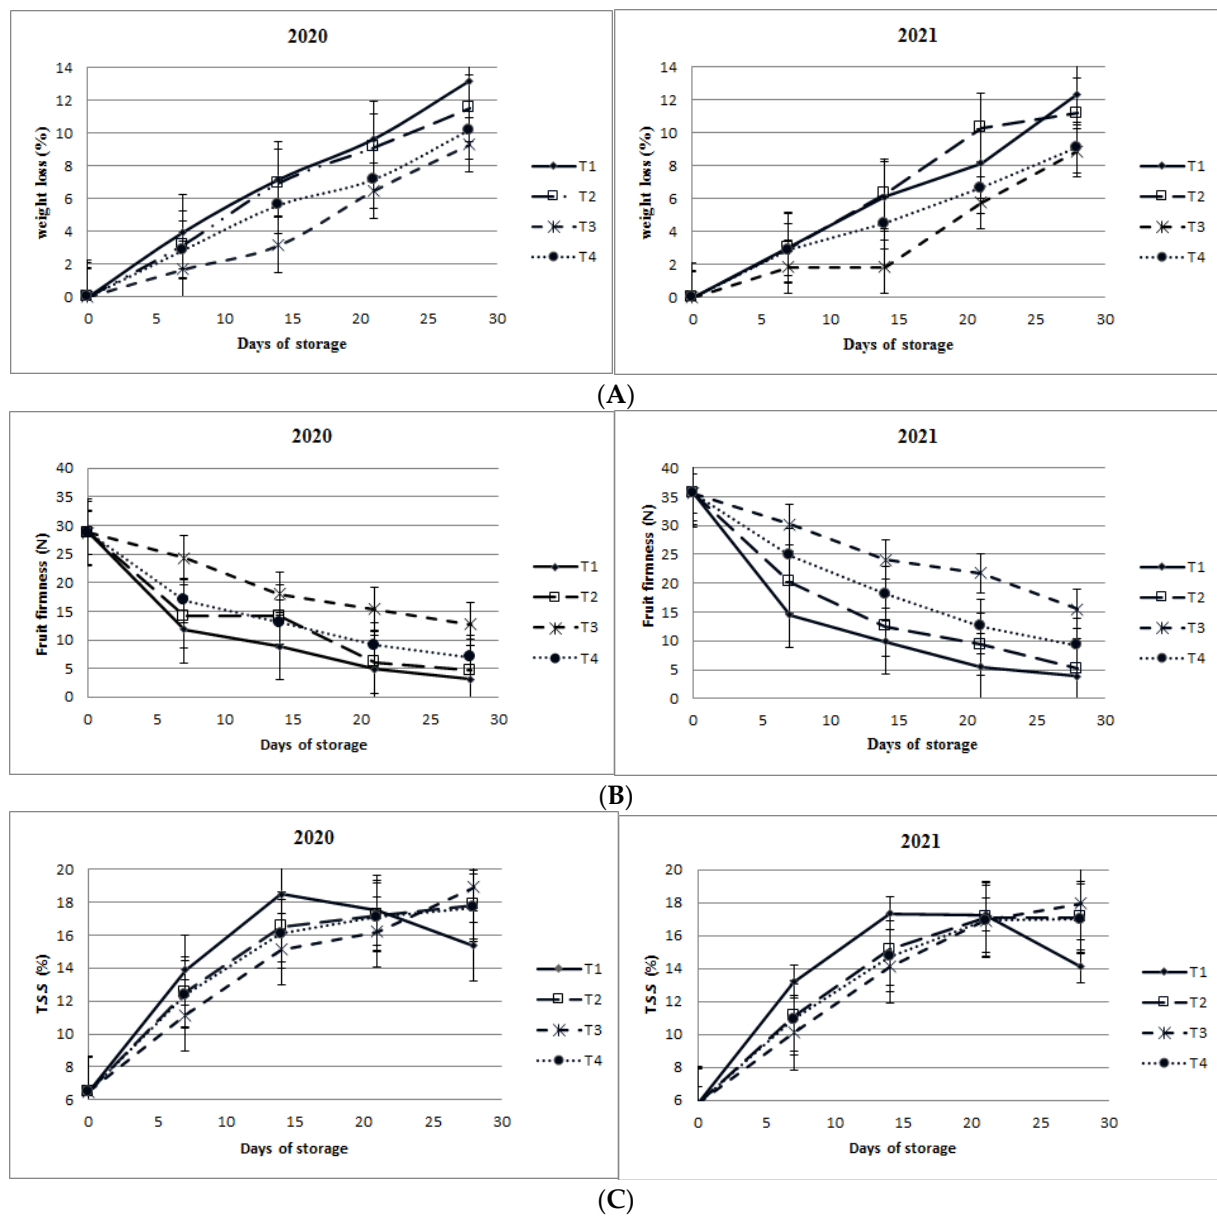 2020
14
12
10
8
6
4
2
0
weight loss (%)
0 5 10 15 20 25 30
Days of storage
T1
T2
T3
T4
2021
14
12
10
8
6
4
2
0
weight loss (%)
0 5 10 15 20 25 30
Days of storage
T1
T2
T3
T4
(A)
2020
40
35
30
25
20
15
10
5
0
Fruit firmness (N)
0 5 10 15 20 25 30
Days of storage
T1
T2
T3
T4
2021
40
35
30
25
20
15
10
5
0
Fruit firmness (N)
0 5 10 15 20 25 30
Days of storage
T1
T2
T3
T4
(B)
2020
20
18
16
14
12
10
8
6
T.S.S (%)
0 5 10 15 20 25 30
Days of storage
T1
T2
T3
T4
2021
20
18
16
14
12
10
8
6
T.S.S (%)
0 5 10 15 20 25 30
Days of storage
T1
T2
T3
T4
(C)